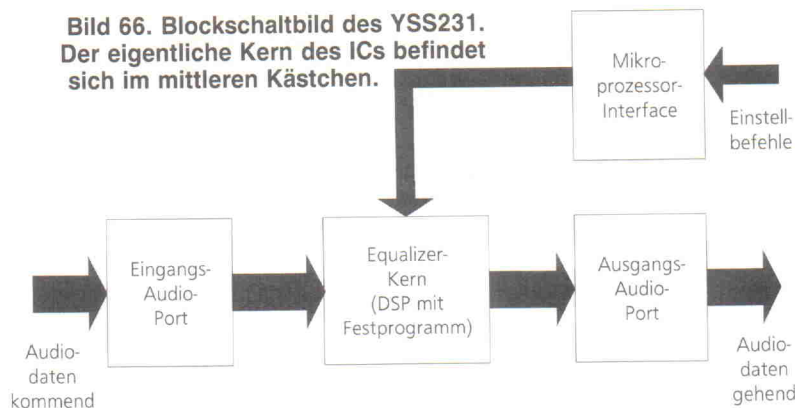 Bild 66. Blockschaltbild des YSS231.
Der eigentliche Kern des ICs befindet
sich im mittleren Kästchen.
Mikro-
prozessor-
Interface
Einstell-
befehle
Eingangs-
Audio-
Port
Equalizer-
Kern
(DSP mit
Festprogramm)
Ausgangs-
Audio-
Port
Audio-
daten
kommend
Audio-
daten
gehend